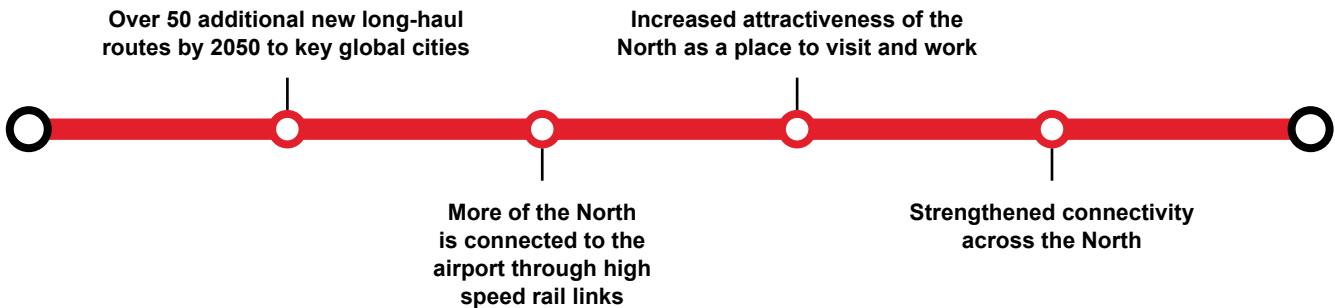 Over 50 additional new long-haul
routes by 2050 to key global cities
More of the North
is connected to the
airport through high
speed rail links
Increased attractiveness of the
North as a place to visit and work
Strengthened connectivity
across the North